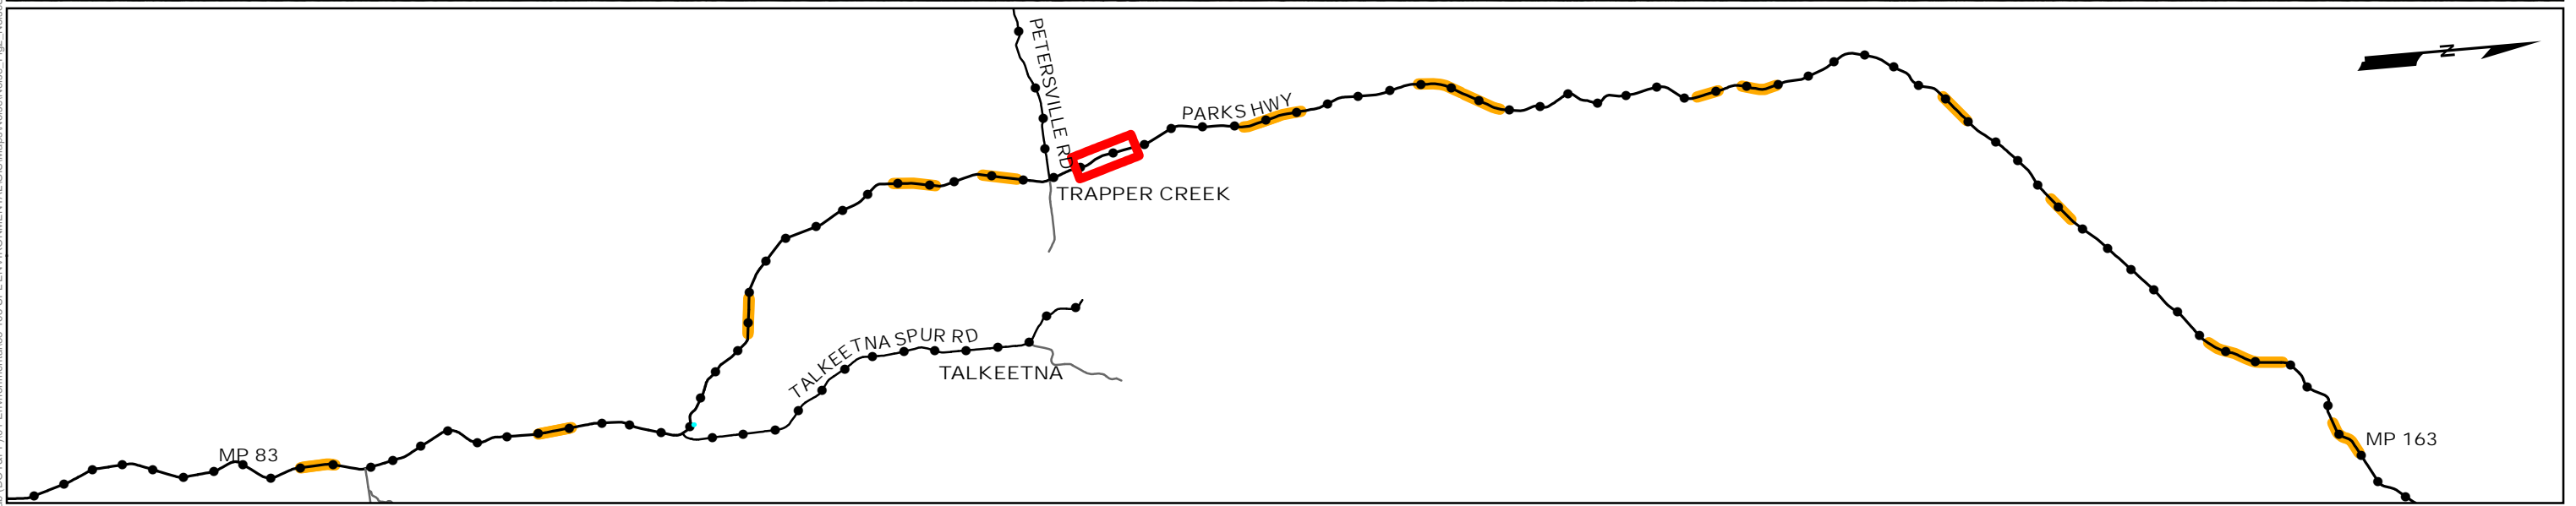 PETERSVILLE RD
N
PARKS HWY
TRAPPER CREEK
TALKEETNA SPUR RD
TALKEETNA
MP 83
MP 163